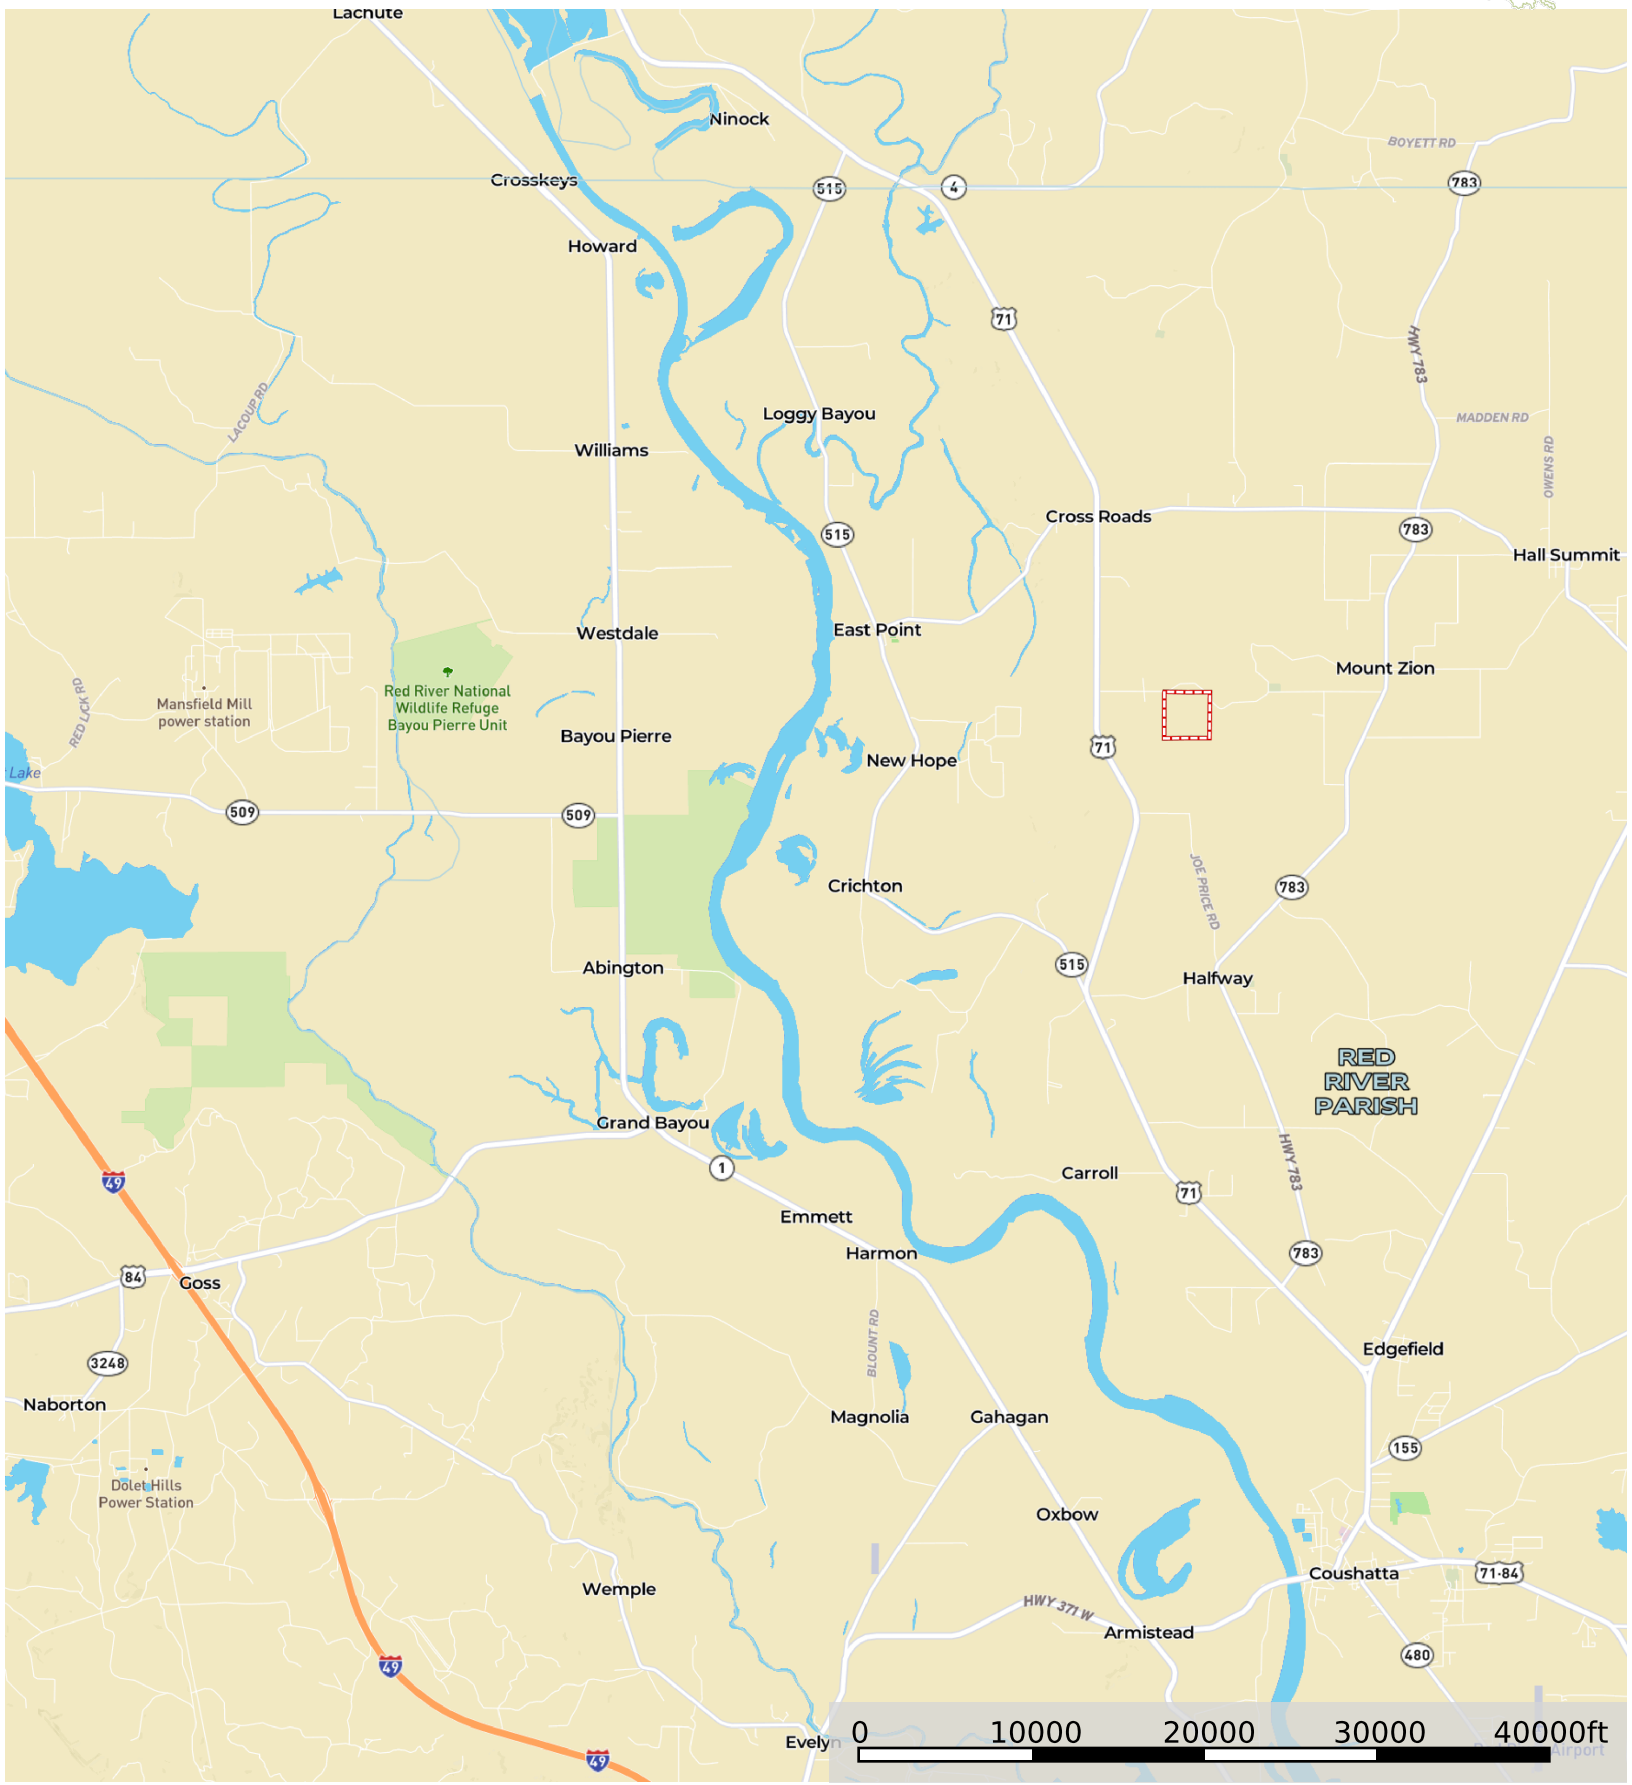 Lachute
Ninock
BOYETT RD
Crosskeys
515
4
783
Howard
71
HWY 783
LACOUP RD
Loggy Bayou
MADDEN RD
Williams
OWENS RD
Cross Roads
515
783
Hall Summit
Westdale
East Point
Mount Zion
RED LICK RD
Mansfield Mill
power station
Red River National
Wildlife Refuge
Bayou Pierre Unit
Bayou Pierre
71
New Hope
Lake
509
509
Crichton
JOE PRICE RD
783
Abington
515
Halfway
RED
RIVER
PARISH
Grand Bayou
1
HWY 783
49
Carroll
71
Emmett
Harmon
783
84
Goss
BLOUNT RD
3248
Edgefield
Naborton
Magnolia
Gahagan
155
Dolet Hills
Power Station
Oxbow
Coushatta
71-84
Wemple
HWY 371 W
Armistead
480
49
Evelyn
49
0 10000 20000 30000 40000ft
Airport